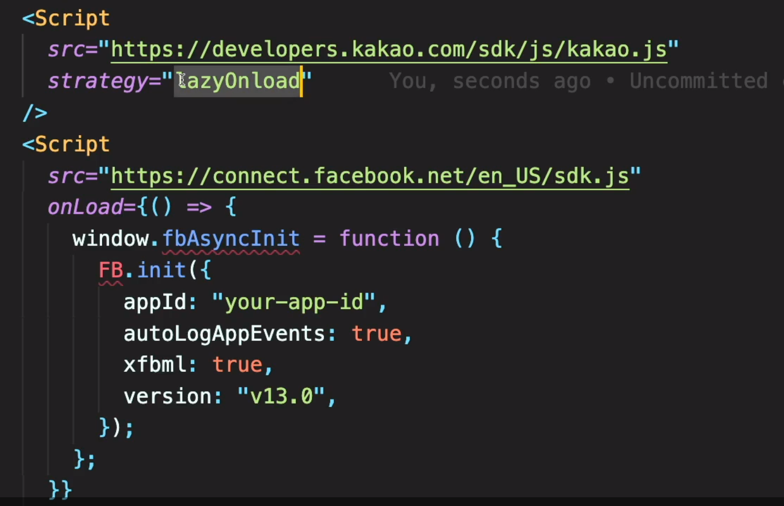 <Script
src="https://developers.kakao.com/sdk/js/kakao.js"
strategy="lazyOnload" You, seconds ago • Uncommitted
/>
<Script
src="https://connect.facebook.net/en_US/sdk.js"
onLoad={() => {
window.fbAsyncInit = function () {
FB.init({
appId: "your-app-id",
autoLogAppEvents: true,
xfbml: true,
version: "v13.0",
});
};
}}